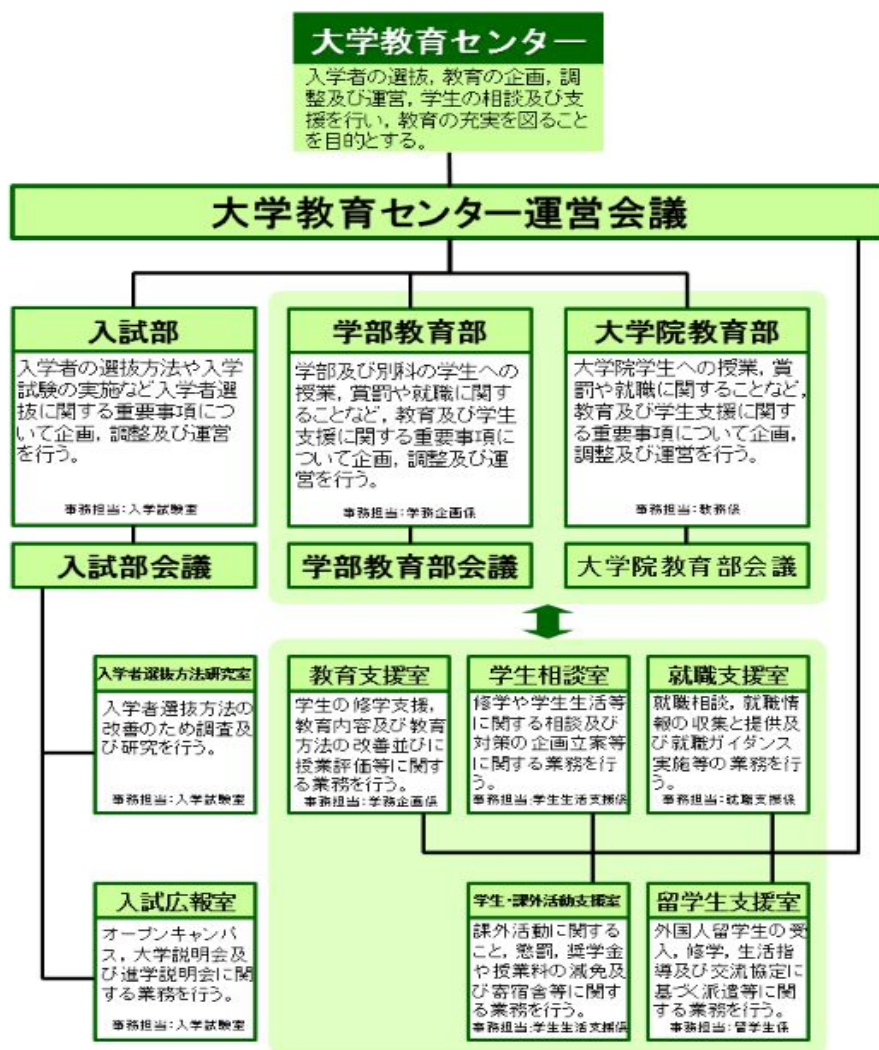 大学教育センター
入学者の選抜，教育の企画，調
整及び運営，学生の相談及び支
援を行い，教育の充実を図ること
を目的とする。
大学教育センター運営会議
入試部
入学者の選抜方法や入学
試験の実施など入学者選
抜に関する重要事項につ
いて企画，調整及び運営
を行う。
事務担当：入学試験室
入試部会議
学部教育部
学部及び別科の学生への
授業，賞罰や就職に関す
ることなど，教育及び学生
支援に関する重要事項に
ついて企画，調整及び運
営を行う。
事務担当：学務企画係
学部教育部会議
大学院教育部
大学院学生への授業，賞
罰や就職に関することなど，
教育及び学生支援に関す
る重要事項について企画，
調整及び運営を行う。
事務担当：教務係
大学院教育部会議
入学者選抜方法研究室
入学者選抜方法の
改善のため調査及
び研究を行う。
事務担当：入学試験室
教育支援室
学生の修学支援，
教育内容及び教育
方法の改善並びに
授業評価等に関す
る業務を行う。
事務担当：学務企画係
学生相談室
修学や学生生活等
に関する相談及び
対策の企画立案等
に関する業務を行
う。
事務担当：学生生活支援係
就職支援室
就職相談，就職情
報の収集と提供及
び就職ガイダンス
実施等の業務を行
う。
事務担当：就職支援係
入試広報室
オープンキャンパ
ス，大学説明会及
び進学説明会に関
する業務を行う。
事務担当：入学試験室
学生・課外活動支援室
課外活動に関する
こと，懲罰，奨学金
や授業料の減免及
び寄宿舎等に関す
る業務を行う。
事務担当：学生生活支援係
留学生支援室
外国人留学生の受
入，修学，生活指
導及び交流協定に
基づく派遣等に関
する業務を行う。
事務担当：留学生係